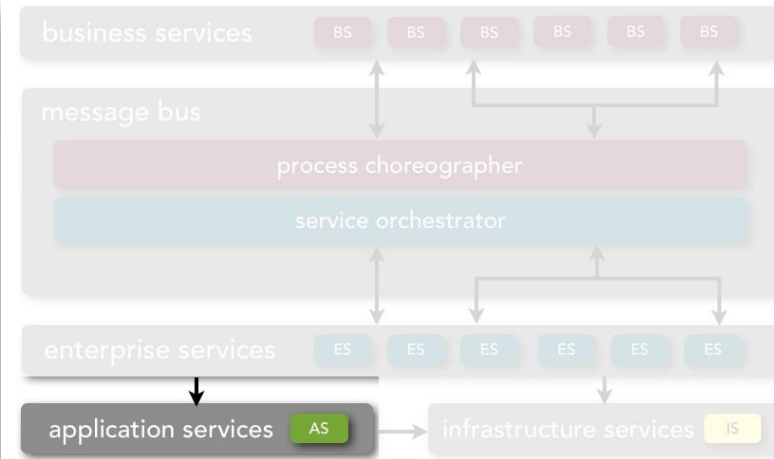 business services BS BS BS BS BS BS
message bus
process choreographer
service orchestrator
enterprise services ES ES ES ES ES ES
application services AS infrastructure services IS